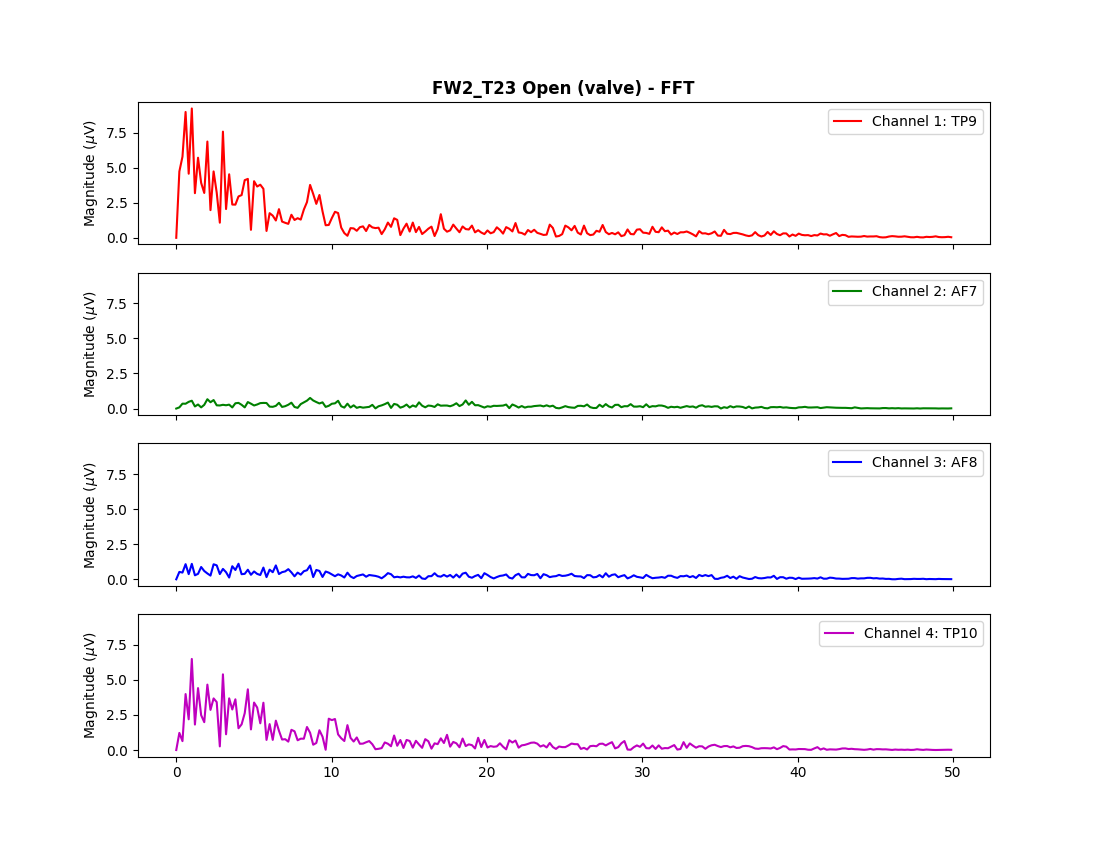 FW2_T23 Open (valve) - FFT
Magnitude (μV)
7.5
5.0
2.5
0.0
Channel 1: TP9
Magnitude (μV)
7.5
5.0
2.5
0.0
Channel 2: AF7
Magnitude (μV)
7.5
5.0
2.5
0.0
Channel 3: AF8
Magnitude (μV)
7.5
5.0
2.5
0.0
Channel 4: TP10
0 10 20 30 40 50